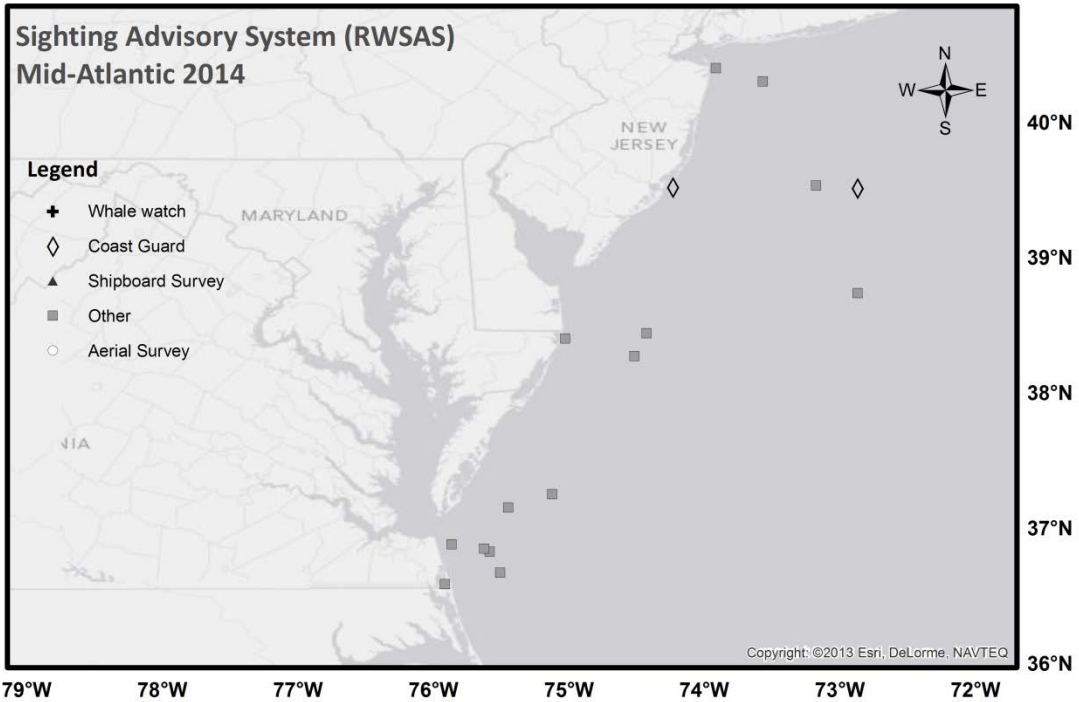 Sighting Advisory System (RWSAS)
Mid-Atlantic 2014
N
W E
S
40°N
NEW
JERSEY
Legend
Whale watch
MARYLAND
Coast Guard
39°N
Shipboard Survey
Other
Aerial Survey
38°N
NIA
37°N
Copyright: ©2013 Esri, DeLorme, NAVTEQ
36°N
79°W 78°W 77°W 76°W 75°W 74°W 73°W 72°W